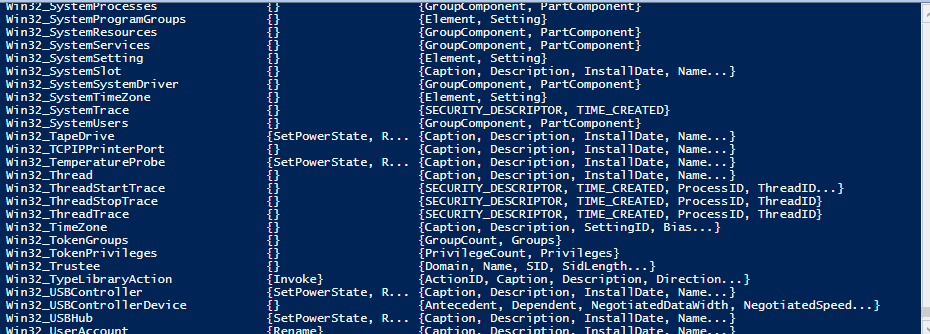 Win32_SystemProcesses {} {GroupComponent, PartComponent}
Win32_SystemProgramGroups {} {Element, Setting}
Win32_SystemResources {} {GroupComponent, PartComponent}
Win32_SystemServices {} {GroupComponent, PartComponent}
Win32_SystemSetting {} {Element, Setting}
Win32_SystemSlot {} {Caption, Description, InstallDate, Name...}
Win32_SystemSystemDriver {} {GroupComponent, PartComponent}
Win32_SystemTimeZone {} {Element, Setting}
Win32_SystemTrace {} {SECURITY_DESCRIPTOR, TIME_CREATED}
Win32_SystemUsers {} {GroupComponent, PartComponent}
Win32_TapeDrive {SetPowerState, R... {Caption, Description, InstallDate, Name...}
Win32_TCPIPPrinterPort {} {Caption, Description, InstallDate, Name...}
Win32_TemperatureProbe {SetPowerState, R... {Caption, Description, InstallDate, Name...}
Win32_Thread {} {Caption, Description, InstallDate, Name...}
Win32_ThreadStartTrace {} {SECURITY_DESCRIPTOR, TIME_CREATED, ProcessID, ThreadID...}
Win32_ThreadStopTrace {} {SECURITY_DESCRIPTOR, TIME_CREATED, ProcessID, ThreadID}
Win32_ThreadTrace {} {SECURITY_DESCRIPTOR, TIME_CREATED, ProcessID, ThreadID}
Win32_TimeZone {} {Caption, Description, SettingID, Bias...}
Win32_TokenGroups {} {GroupCount, Groups}
Win32_TokenPrivileges {} {PrivilegeCount, Privileges}
Win32_Trustee {} {Domain, Name, SID, SidLength...}
Win32_TypeLibraryAction {Invoke} {ActionID, Caption, Description, Direction...}
Win32_USBController {SetPowerState, R... {Caption, Description, InstallDate, Name...}
Win32_USBControllerDevice {} {Antecedent, Dependent, NegotiatedDataWidth, NegotiatedSpeed...}
Win32_USBHub {SetPowerState, R... {Caption, Description, InstallDate, Name...}
Win32_UserAccount {Rename} {Caption, Description, InstallDate, Name...}